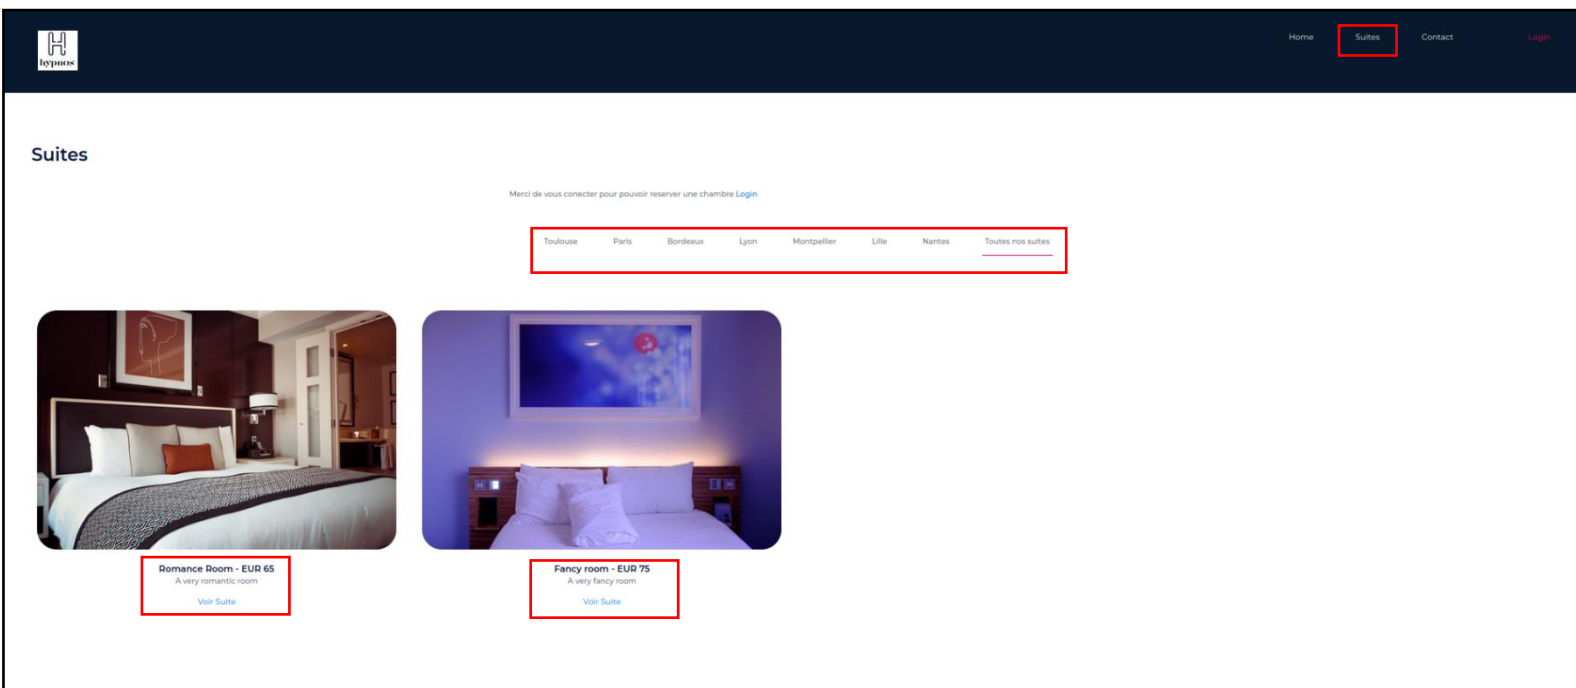 hypnos
Home Suites Contact Login
Suites
Merci de vous conecter pour pouvoir reserver une chambre Login
Toulouse Paris Bordeaux Lyon Montpellier Lille Nantes Toutes nos suites
Romance Room - EUR 65
A very romantic room
Voir Suite
Fancy room - EUR 75
A very fancy room
Voir Suite